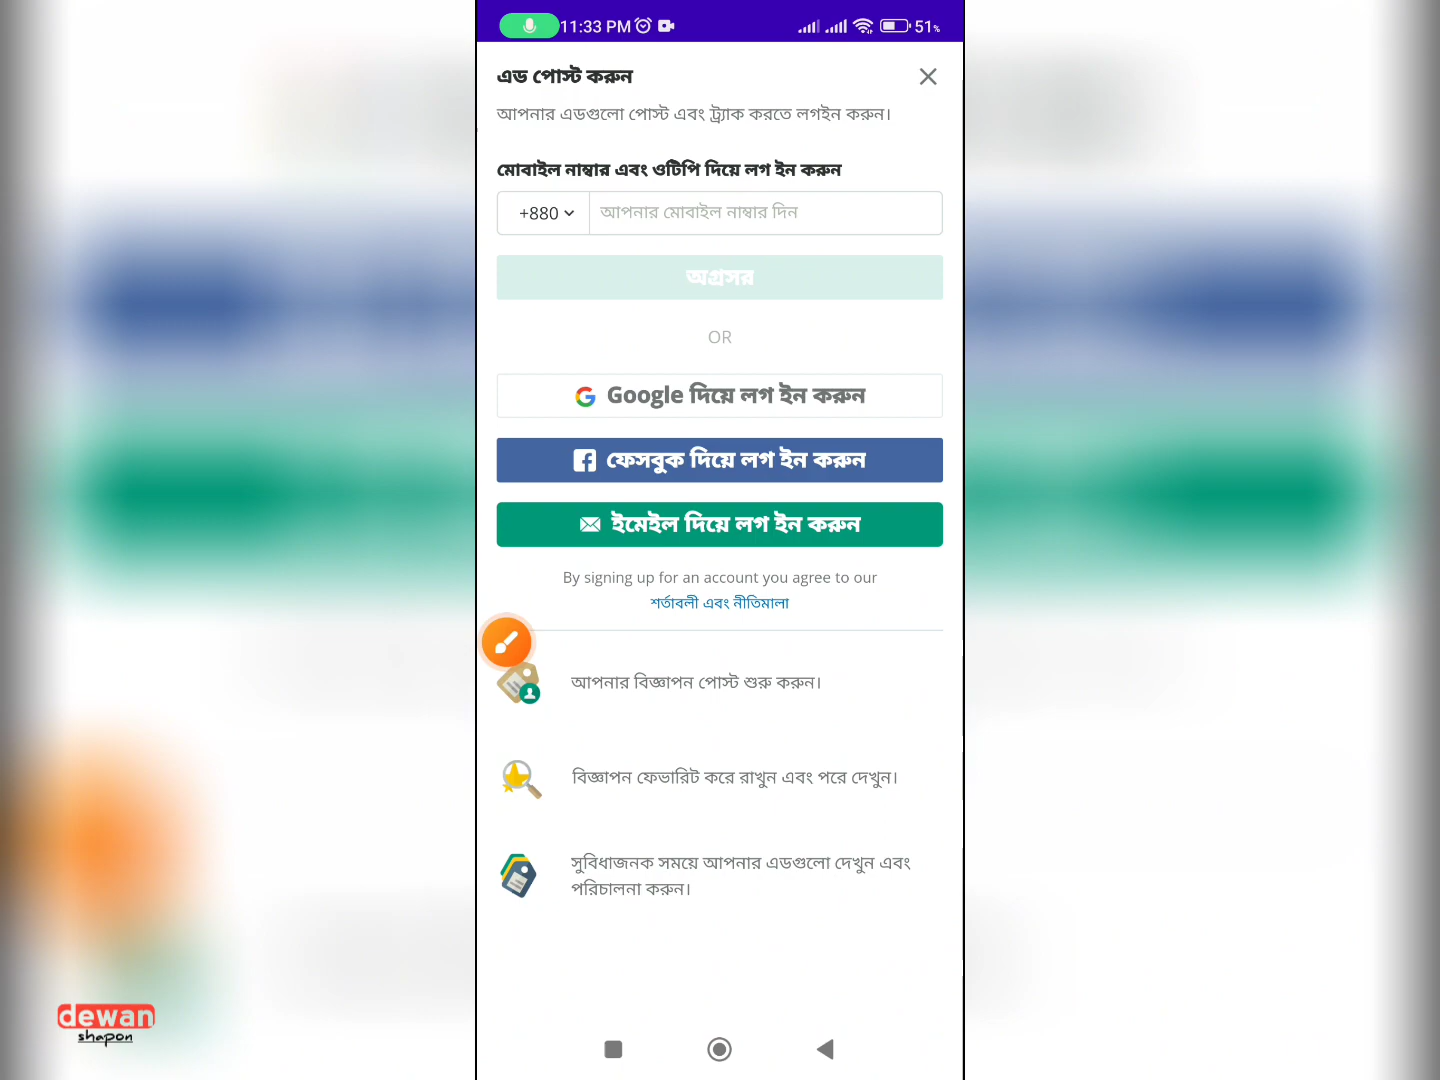 11:33 PM
51%
এড পোস্ট করুন
আপনার এডগুলো পোস্ট এবং ট্র্যাক করতে লগইন করুন।
মোবাইল নাম্বার এবং ওটিপি দিয়ে লগ ইন করুন
+880
আপনার মোবাইল নাম্বার দিন
অগ্রসর
OR
Google দিয়ে লগ ইন করুন
ফেসবুক দিয়ে লগ ইন করুন
ইমেইল দিয়ে লগ ইন করুন
By signing up for an account you agree to our
শর্তাবলী এবং নীতিমালা
আপনার বিজ্ঞাপন পোস্ট শুরু করুন।
বিজ্ঞাপন ফেভারিট করে রাখুন এবং পরে দেখুন।
সুবিধাজনক সময়ে আপনার এডগুলো দেখুন এবং
পরিচালনা করুন।
dewan
shapon